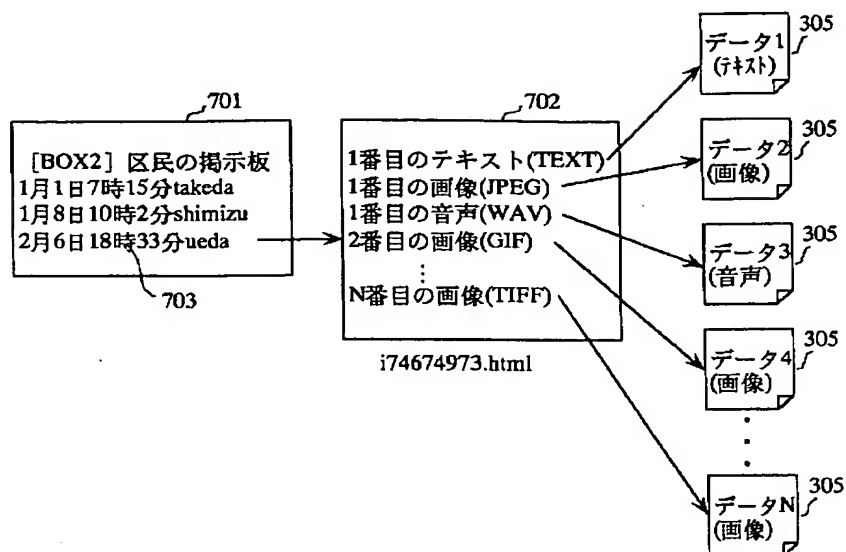 701
[BOX2] 区民の掲示板
1月1日7時15分takeda
1月8日10時2分shimizu
2月6日18時33分ueda
703
702
1番目のテキスト(TEXT)
1番目の画像(JPEG)
1番目の音声(WAV)
2番目の画像(GIF)
⋮
N番目の画像(TIFF)
i74674973.html
305
データ1
(テキスト)
305
データ2
(画像)
305
データ3
(音声)
305
データ4
(画像)
305
データN
(画像)